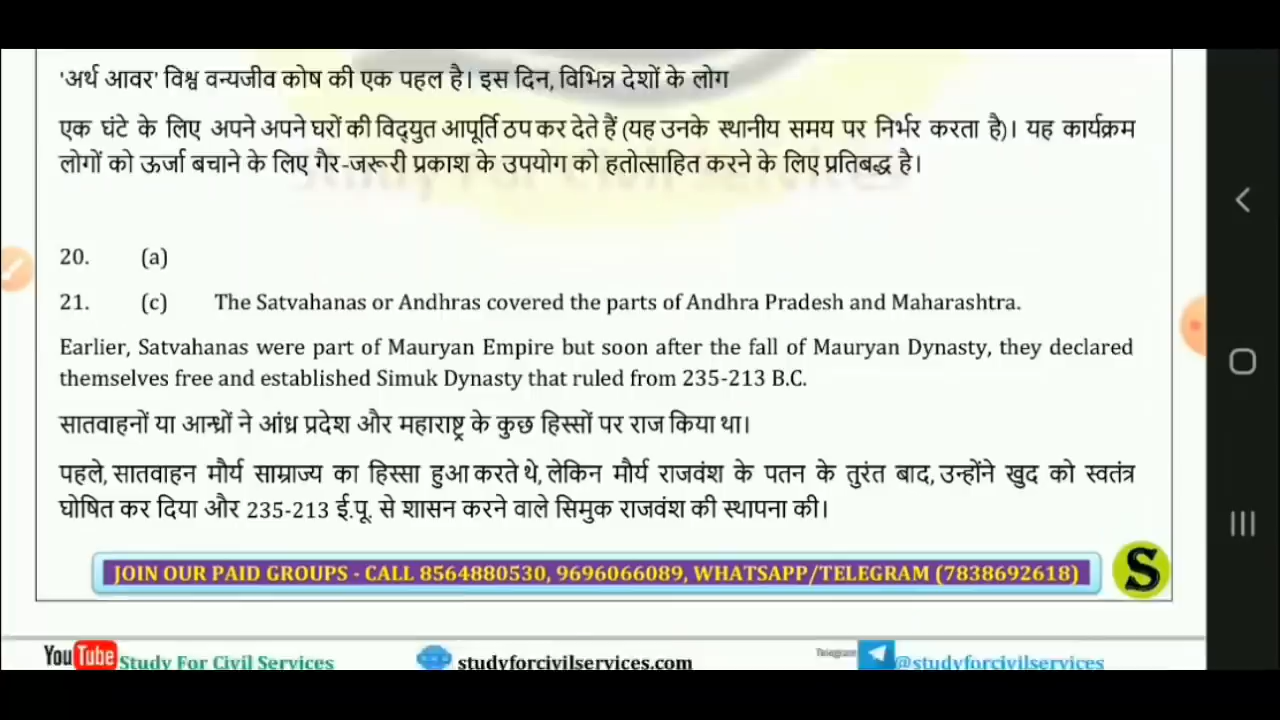 'अर्थ आवर' विश्व वन्यजीव कोष की एक पहल है। इस दिन, विभिन्न देशों के लोग
एक घंटे के लिए अपने अपने घरों की विद्युत आपूर्ति ठप कर देते हैं (यह उनके स्थानीय समय पर निर्भर करता है)। यह कार्यक्रम
लोगों को ऊर्जा बचाने के लिए गैर-जरूरी प्रकाश के उपयोग को हतोत्साहित करने के लिए प्रतिबद्ध है।
20. (a)
21. (c) The Satvahanas or Andhras covered the parts of Andhra Pradesh and Maharashtra.
Earlier, Satvahanas were part of Mauryan Empire but soon after the fall of Mauryan Dynasty, they declared
themselves free and established Simuk Dynasty that ruled from 235-213 B.C.
सातवाहनों या आन्ध्रों ने आंध्र प्रदेश और महाराष्ट्र के कुछ हिस्सों पर राज किया था।
पहले, सातवाहन मौर्य साम्राज्य का हिस्सा हुआ करते थे, लेकिन मौर्य राजवंश के पतन के तुरंत बाद, उन्होंने खुद को स्वतंत्र
घोषित कर दिया और 235-213 ई.पू. से शासन करने वाले सिमुक राजवंश की स्थापना की।
JOIN OUR PAID GROUPS - CALL 8564880530, 9696066089, WHATSAPP/TELEGRAM (7838692618)
S
YouTube Study For Civil Services studyforcivilservices.com Telegram @studyforcivilservices